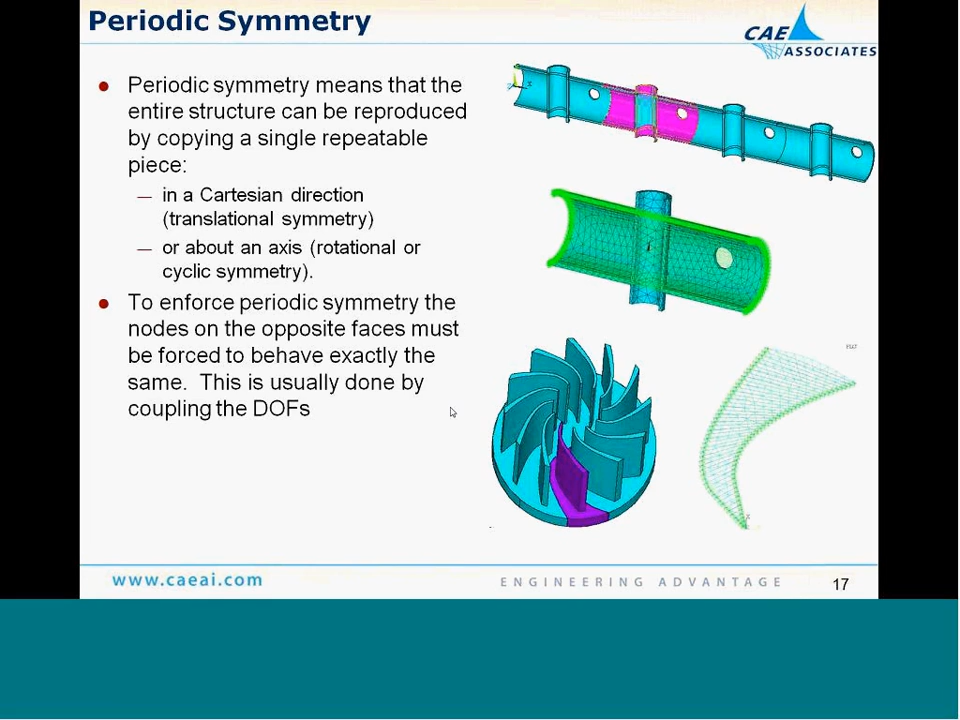 Periodic Symmetry
CAE
ASSOCIATES
● Periodic symmetry means that the
entire structure can be reproduced
by copying a single repeatable
piece:
— in a Cartesian direction
(translational symmetry)
— or about an axis (rotational or
cyclic symmetry).
● To enforce periodic symmetry the
nodes on the opposite faces must
be forced to behave exactly the
same. This is usually done by
coupling the DOFs
www.caeai.com
ENGINEERING ADVANTAGE
17